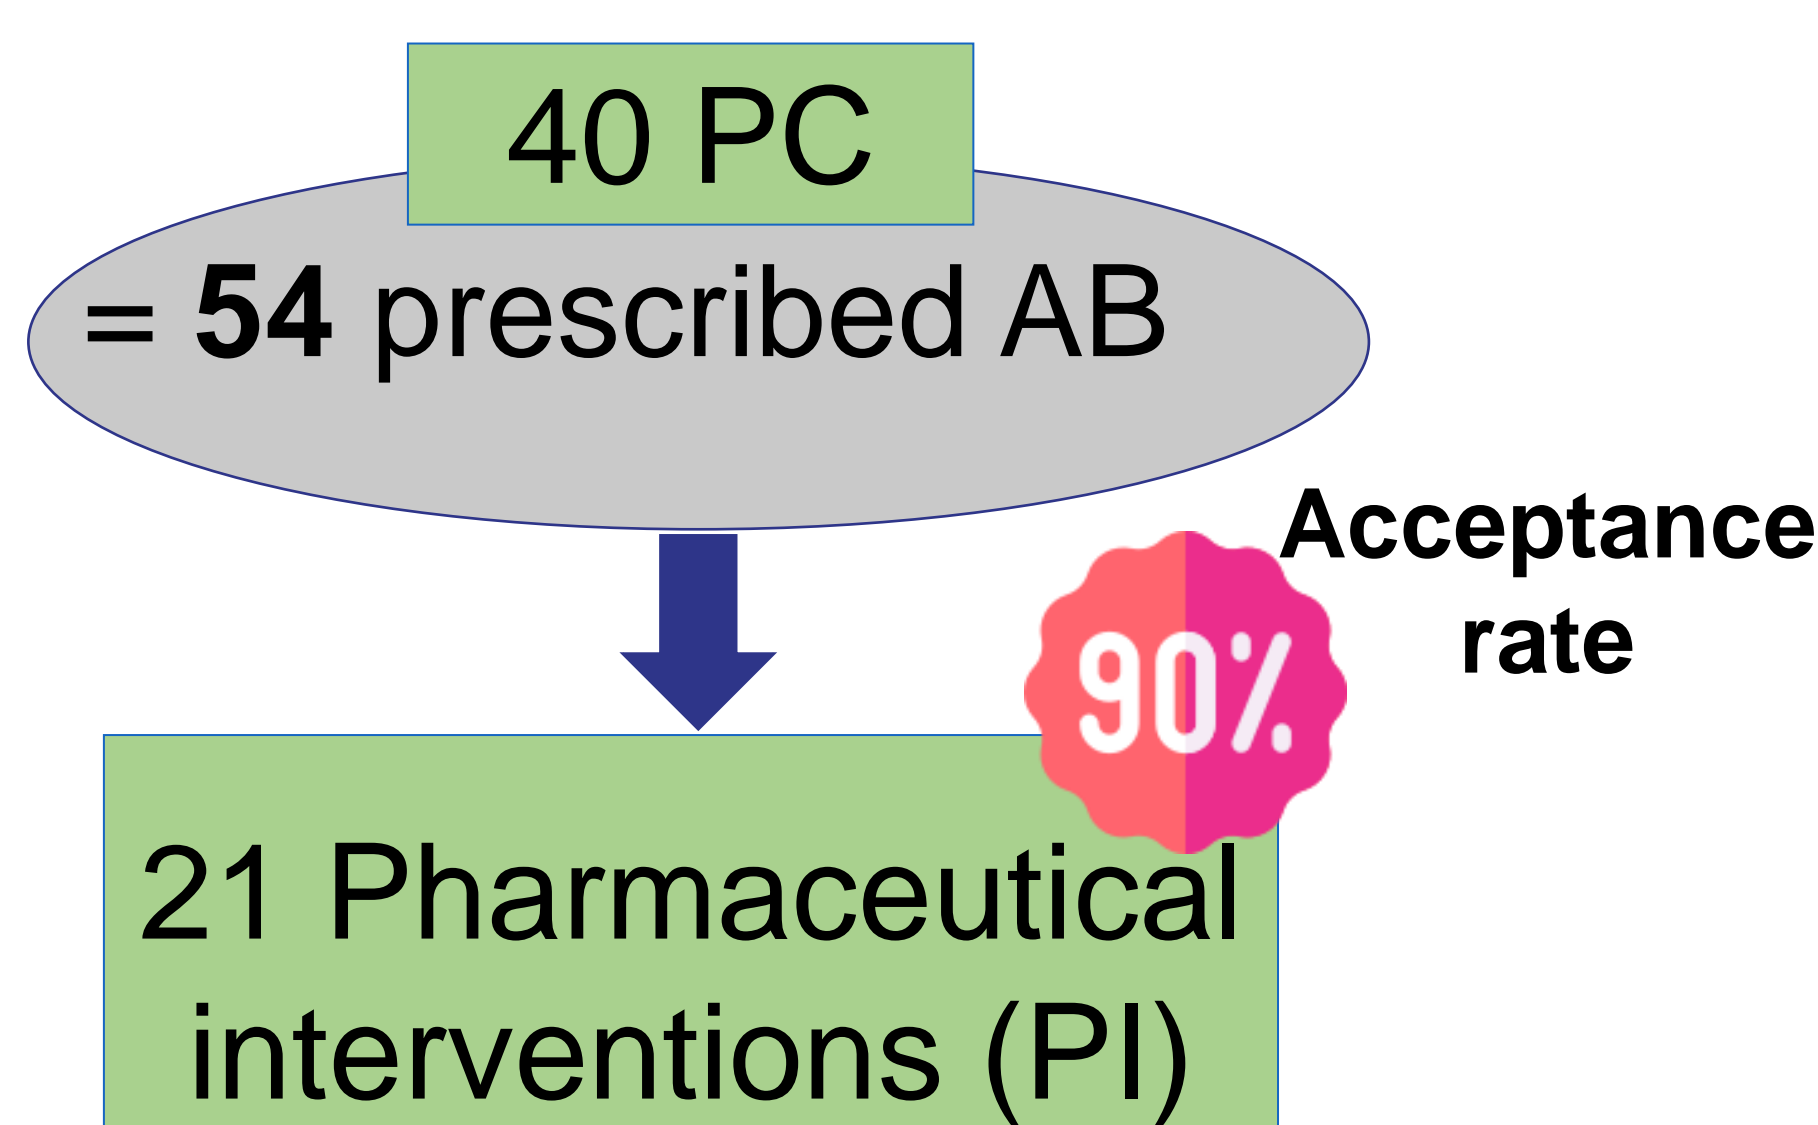 40 PC
= 54 prescribed AB
Acceptance
rate
90%
21 Pharmaceutical
interventions (PI)